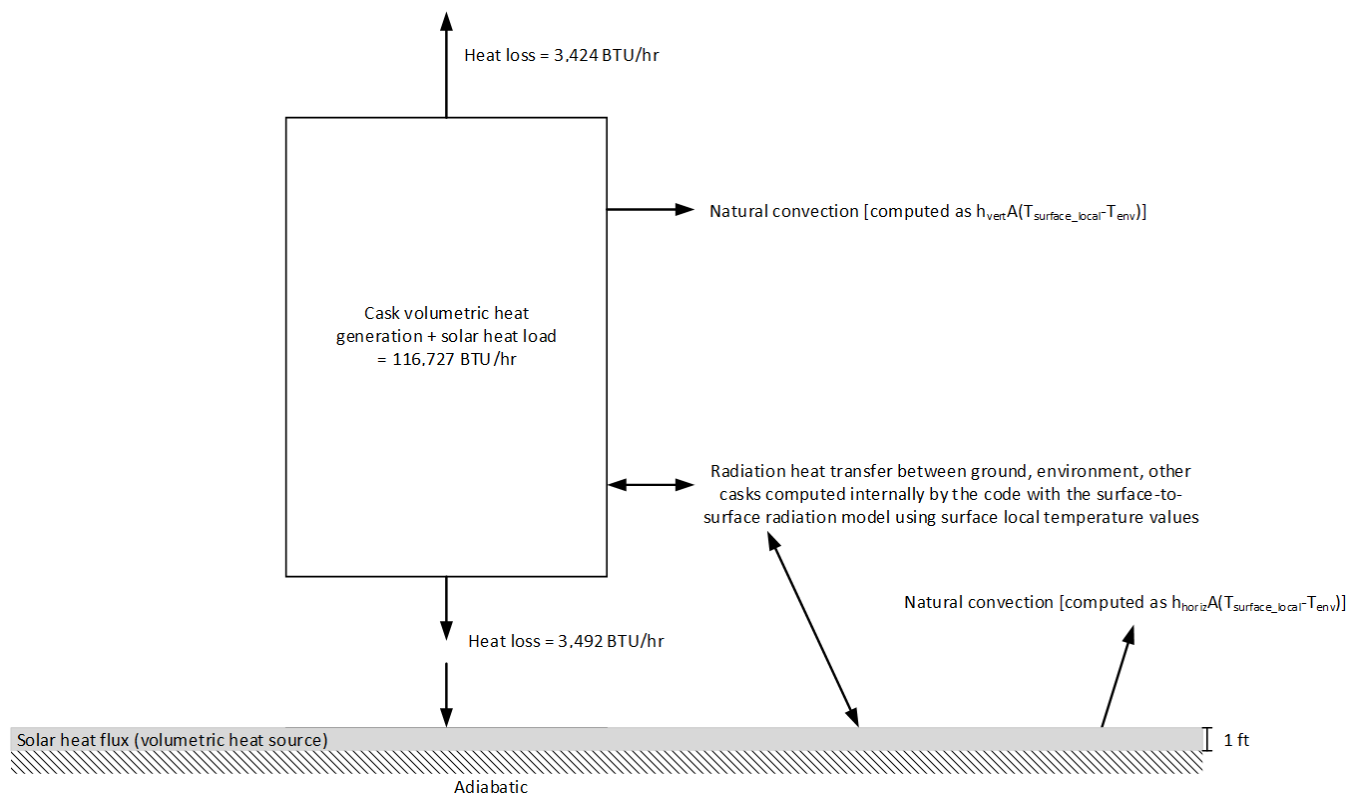 Heat loss = 3,424 BTU/hr
Natural convection [computed as hvertA(Tsurface_local-Tenv)]
Cask volumetric heat
generation + solar heat load
= 116,727 BTU/hr
Radiation heat transfer between ground, environment, other
casks computed internally by the code with the surface-to-
surface radiation model using surface local temperature values
Natural convection [computed as hhorizA(Tsurface_local-Tenv)]
Heat loss = 3,492 BTU/hr
Solar heat flux (volumetric heat source)
1 ft
Adiabatic